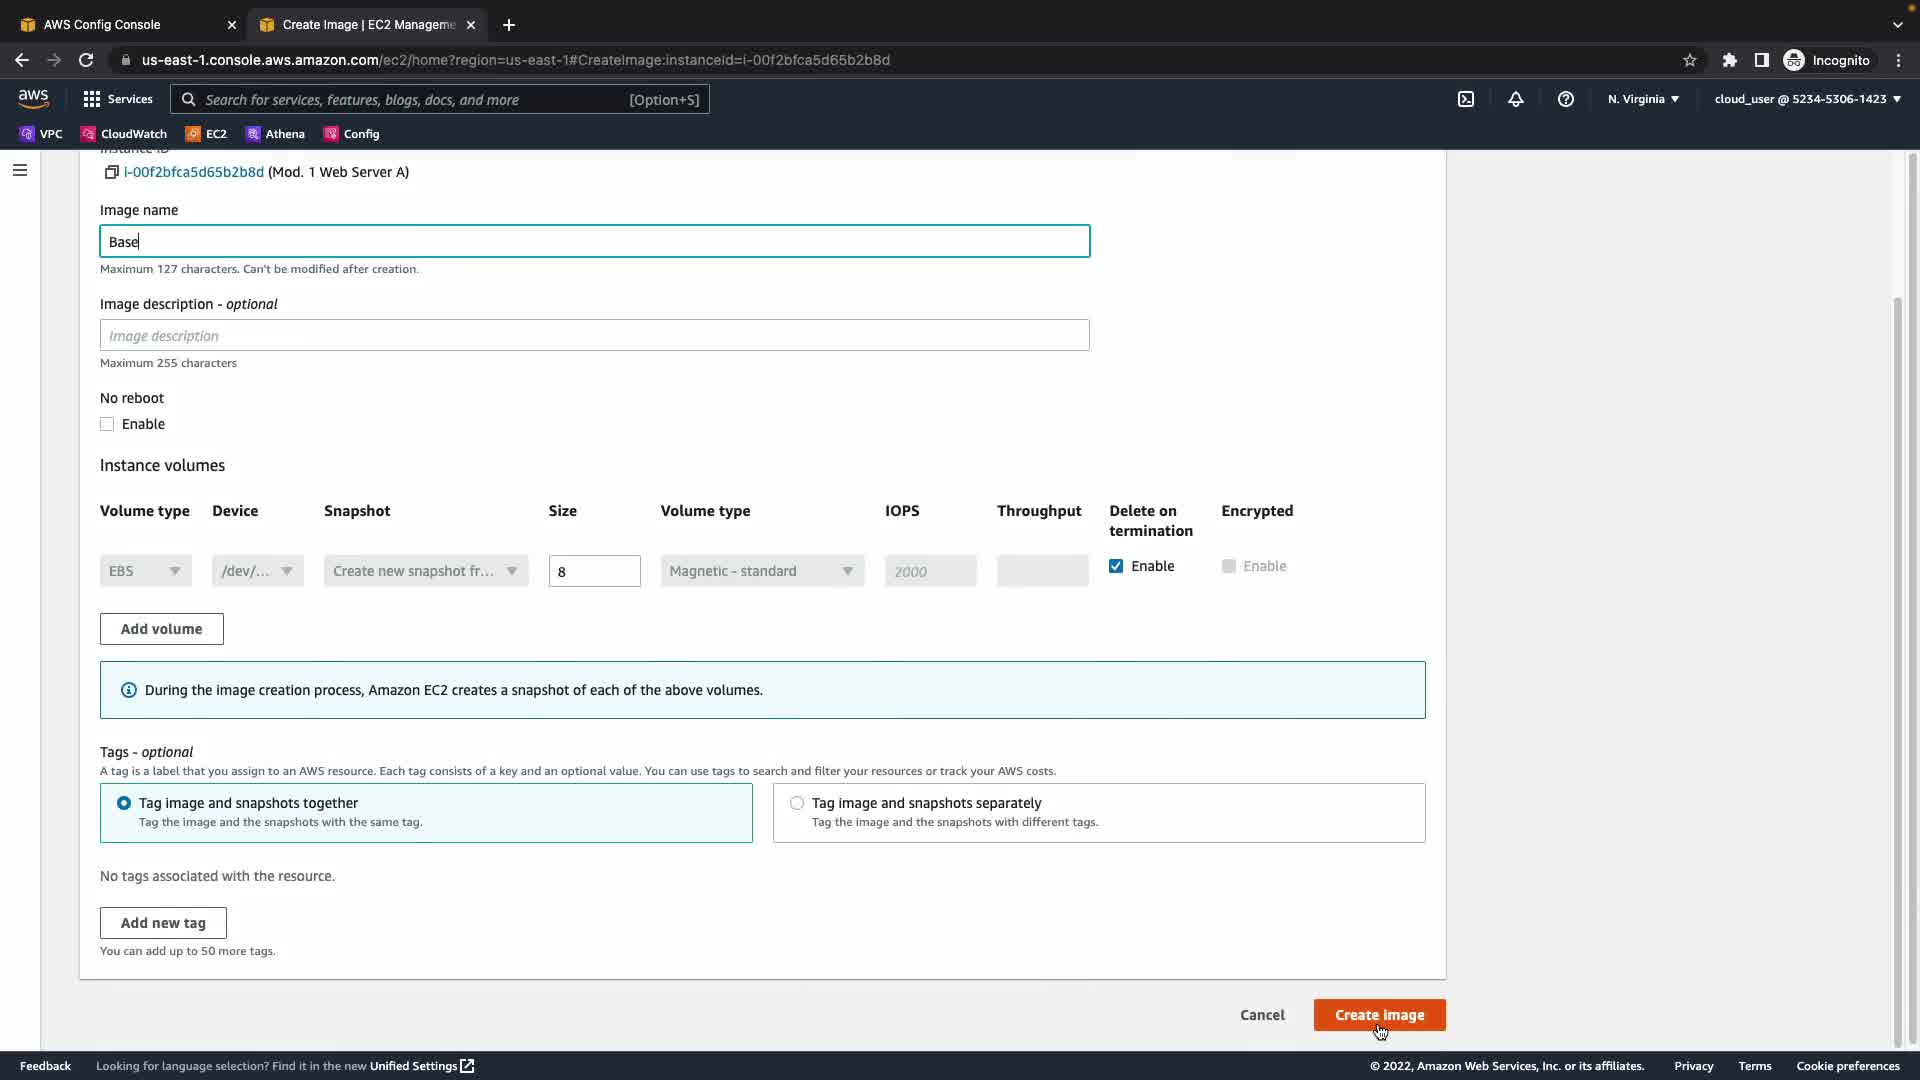 AWS Config Console
Create Image | EC2 Manageme
us-east-1.console.aws.amazon.com/ec2/home?region=us-east-1#CreateImage:instanceId=i-00f2bfca5d65b2b8d
Incognito
aws
Services
Search for services, features, blogs, docs, and more
[Option+S]
N. Virginia
cloud_user @ 5234-5306-1423
VPC
CloudWatch
EC2
Athena
Config
Instance ID
i-00f2bfca5d65b2b8d (Mod. 1 Web Server A)
Image name
Base
Maximum 127 characters. Can't be modified after creation.
Image description - optional
Image description
Maximum 255 characters
No reboot
Enable
Instance volumes
Volume type
Device
Snapshot
Size
Volume type
IOPS
Throughput
Delete on
termination
Encrypted
EBS
/dev/...
Create new snapshot fr...
8
Magnetic - standard
2000
Enable
Enable
Add volume
During the image creation process, Amazon EC2 creates a snapshot of each of the above volumes.
Tags - optional
A tag is a label that you assign to an AWS resource. Each tag consists of a key and an optional value. You can use tags to search and filter your resources or track your AWS costs.
Tag image and snapshots together
Tag the image and the snapshots with the same tag.
Tag image and snapshots separately
Tag the image and the snapshots with different tags.
No tags associated with the resource.
Add new tag
You can add up to 50 more tags.
Cancel
Create image
Feedback
Looking for language selection? Find it in the new Unified Settings
© 2022, Amazon Web Services, Inc. or its affiliates.
Privacy
Terms
Cookie preferences